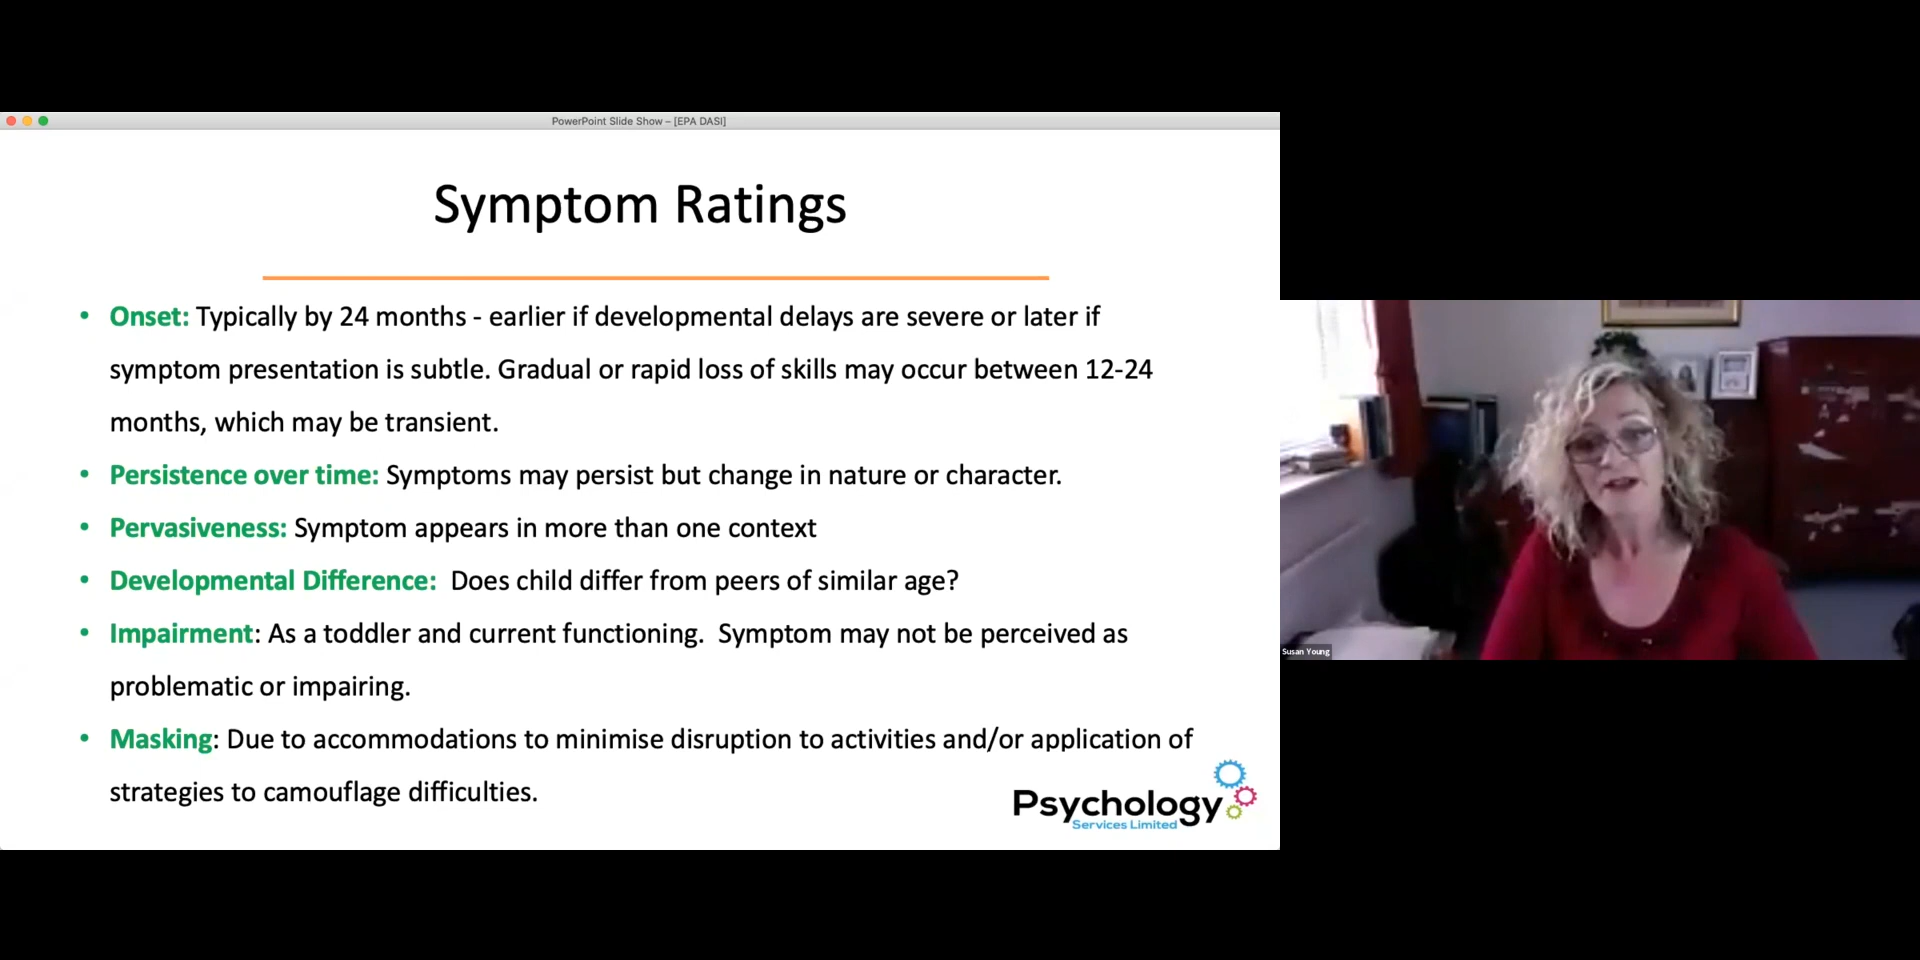 PowerPoint Slide Show – [EPA DASI]
Symptom Ratings
• Onset: Typically by 24 months - earlier if developmental delays are severe or later if
symptom presentation is subtle. Gradual or rapid loss of skills may occur between 12-24
months, which may be transient.
• Persistence over time: Symptoms may persist but change in nature or character.
• Pervasiveness: Symptom appears in more than one context
• Developmental Difference:  Does child differ from peers of similar age?
• Impairment: As a toddler and current functioning.  Symptom may not be perceived as
problematic or impairing.
• Masking: Due to accommodations to minimise disruption to activities and/or application of
strategies to camouflage difficulties.
Psychology
Services Limited
Susan Young